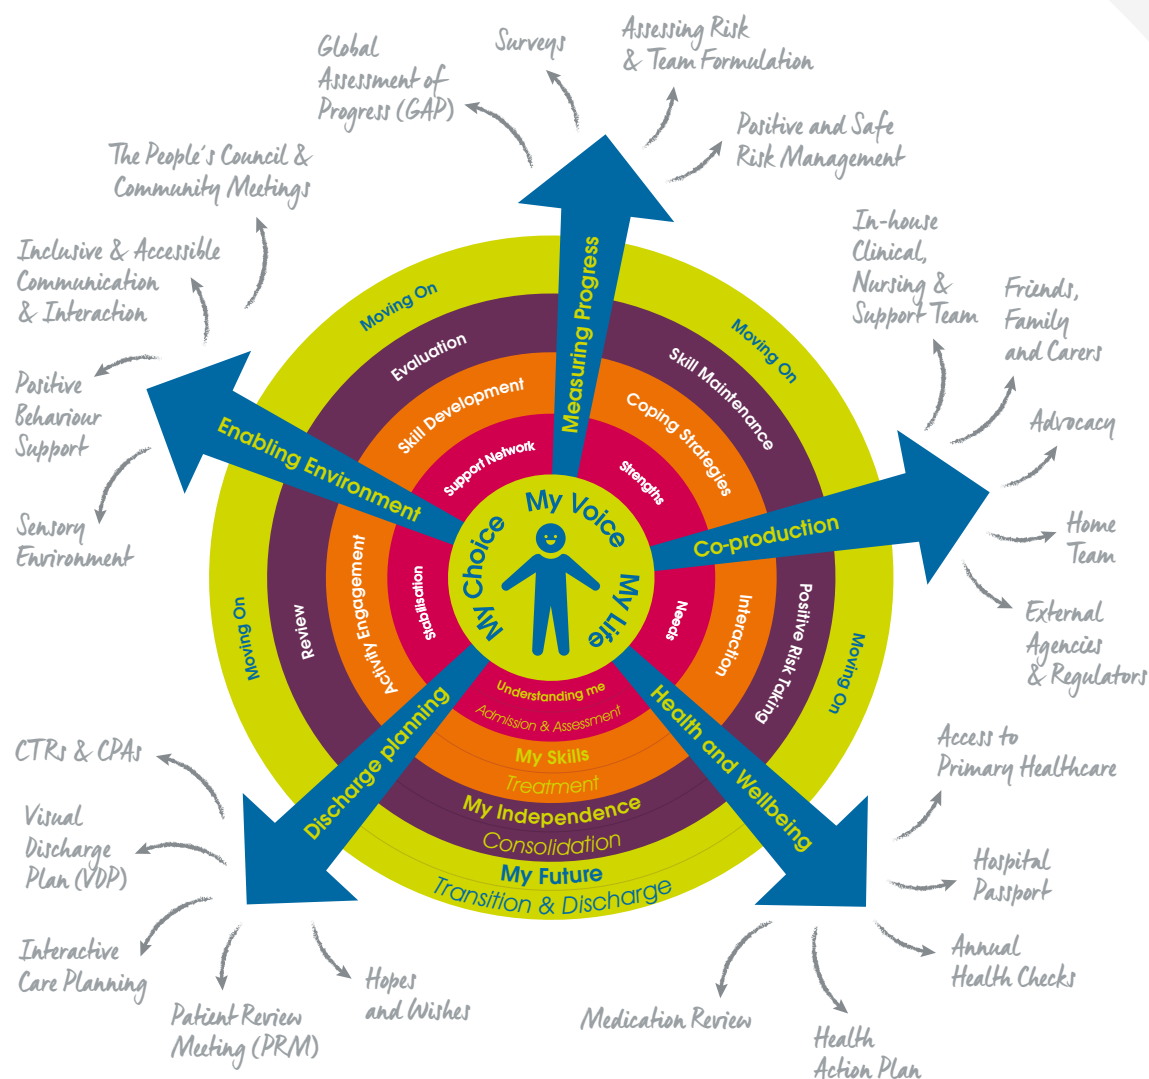 Global
Assessment of
Progress (GAP)
Surveys
Assessing Risk
& Team Formulation
Positive and Safe
Risk Management
The People's Council &
Community Meetings
Inclusive & Accessible
Communication
& Interaction
Positive
Behaviour
Support
Sensory
Environment
In-house
Clinical,
Nursing &
Support Team
Friends,
Family
and Carers
Advocacy
Home
Team
External
Agencies
& Regulators
Measuring Progress
Enabling Environment
Co-production
Health and Wellbeing
Discharge planning
Moving On
Moving On
Moving On
Moving On
Evaluation
Skill Maintenance
Review
Positive Risk Taking
Skill Development
Coping Strategies
Activity Engagement
Interaction
Support Network
Strengths
Stabilisation
Needs
My Choice
My Voice
My Life
Understanding me
Admission & Assessment
My Skills
Treatment
My Independence
Consolidation
My Future
Transition & Discharge
CTRs & CPAs
Visual
Discharge
Plan (VDP)
Interactive
Care Planning
Patient Review
Meeting (PRM)
Hopes
and Wishes
Access to
Primary Healthcare
Hospital
Passport
Annual
Health Checks
Medication Review
Health
Action Plan